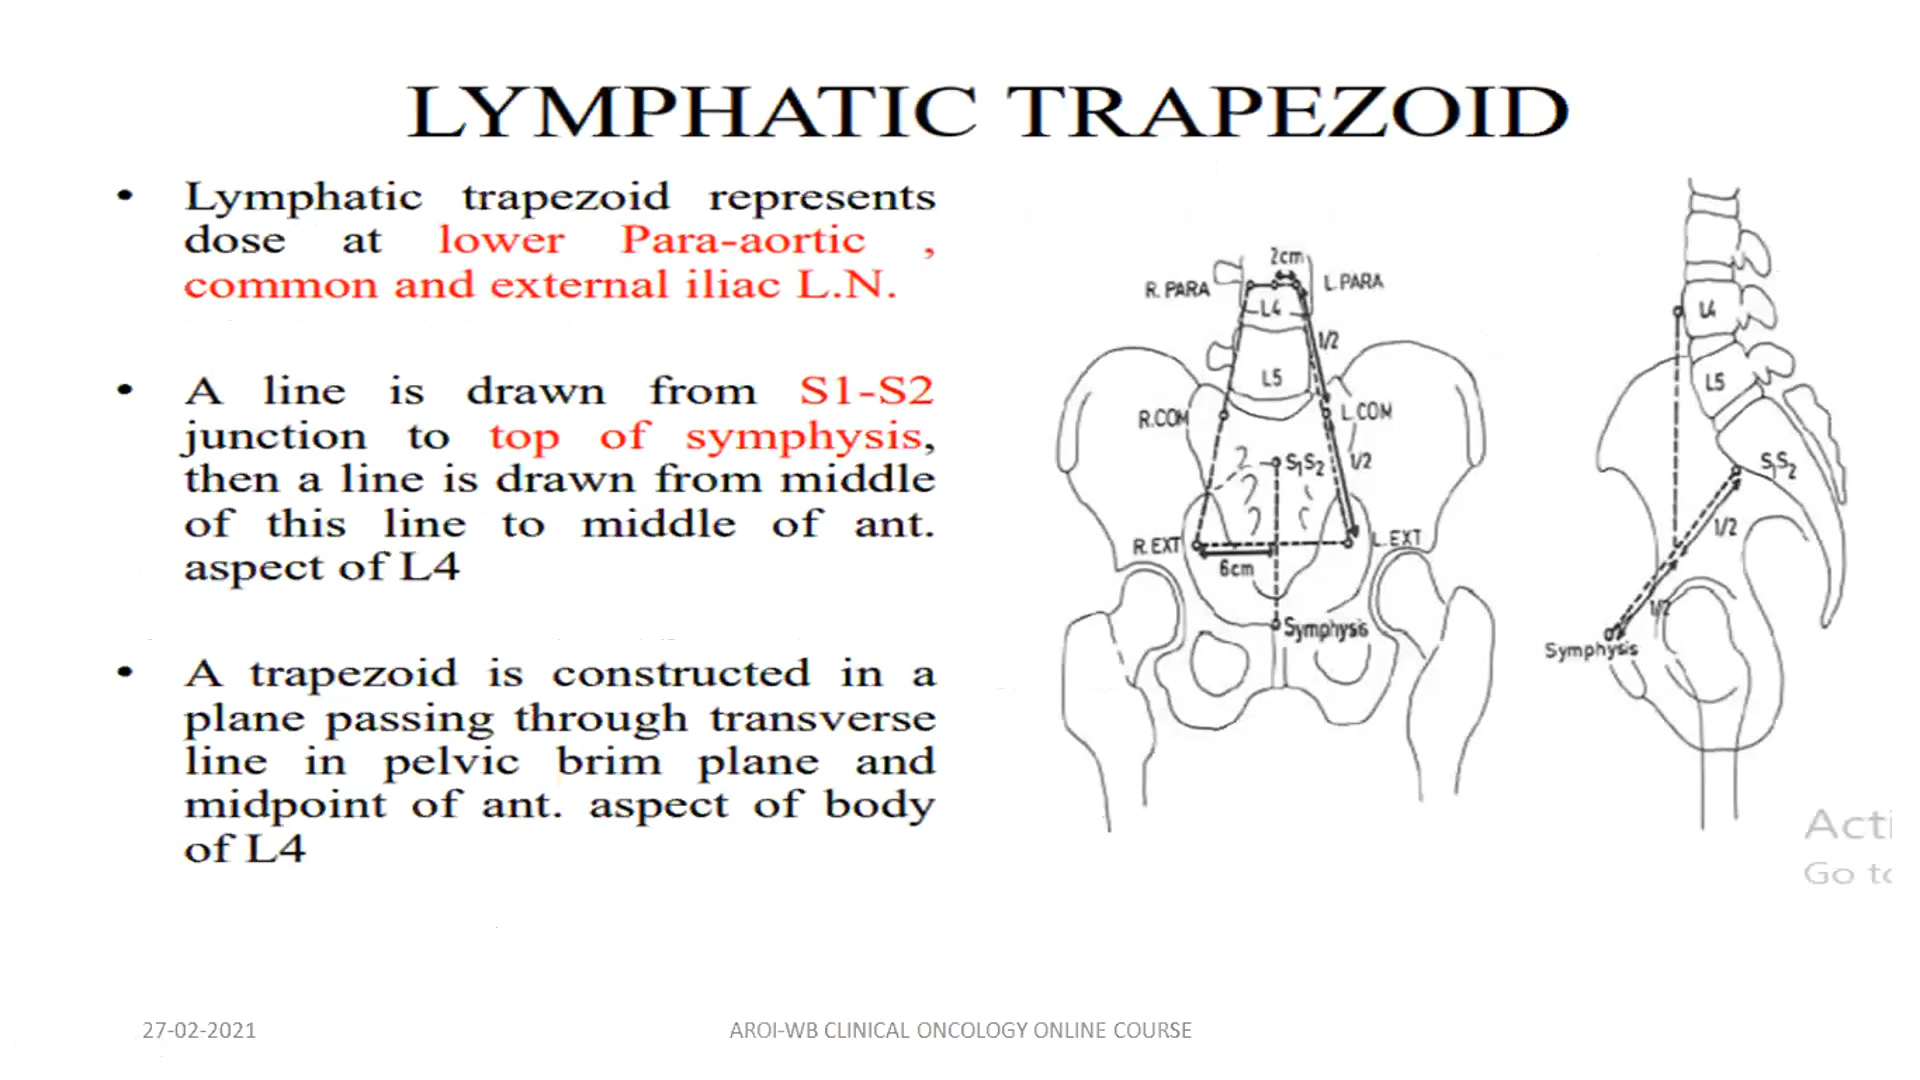 LYMPHATIC TRAPEZOID
• Lymphatic trapezoid represents
dose at lower Para-aortic ,
common and external iliac L.N.
• A line is drawn from S1-S2
junction to top of symphysis,
then a line is drawn from middle
of this line to middle of ant.
aspect of L4
• A trapezoid is constructed in a
plane passing through transverse
line in pelvic brim plane and
midpoint of ant. aspect of body
of L4
2cm
R. PARA
L.PARA
L4
1/2
L5
R.COM
L.COM
S1S2
1/2
R.EXT
L.EXT
6cm
Symphysis
L4
L5
S1S2
1/2
1/2
Symphysis
Acti
Go to
27-02-2021
AROI-WB CLINICAL ONCOLOGY ONLINE COURSE